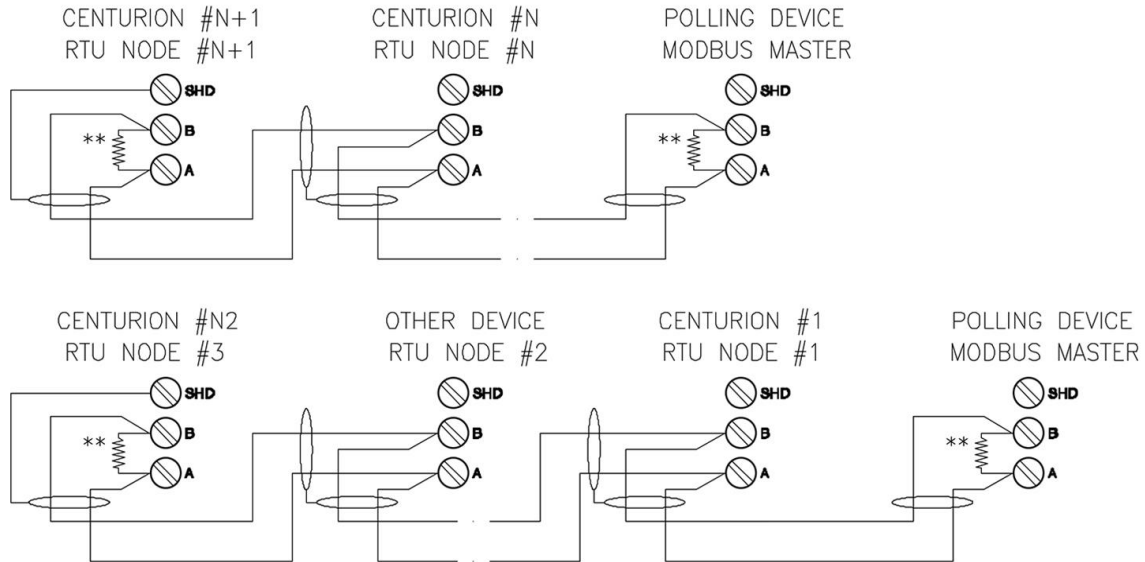 CENTURION #N+1
RTU NODE #N+1
CENTURION #N
RTU NODE #N
POLLING DEVICE
MODBUS MASTER
SHD
SHD
SHD
**
B
B
**
B
A
A
A
CENTURION #N2
RTU NODE #3
OTHER DEVICE
RTU NODE #2
CENTURION #1
RTU NODE #1
POLLING DEVICE
MODBUS MASTER
SHD
SHD
SHD
SHD
**
B
B
B
**
B
A
A
A
A